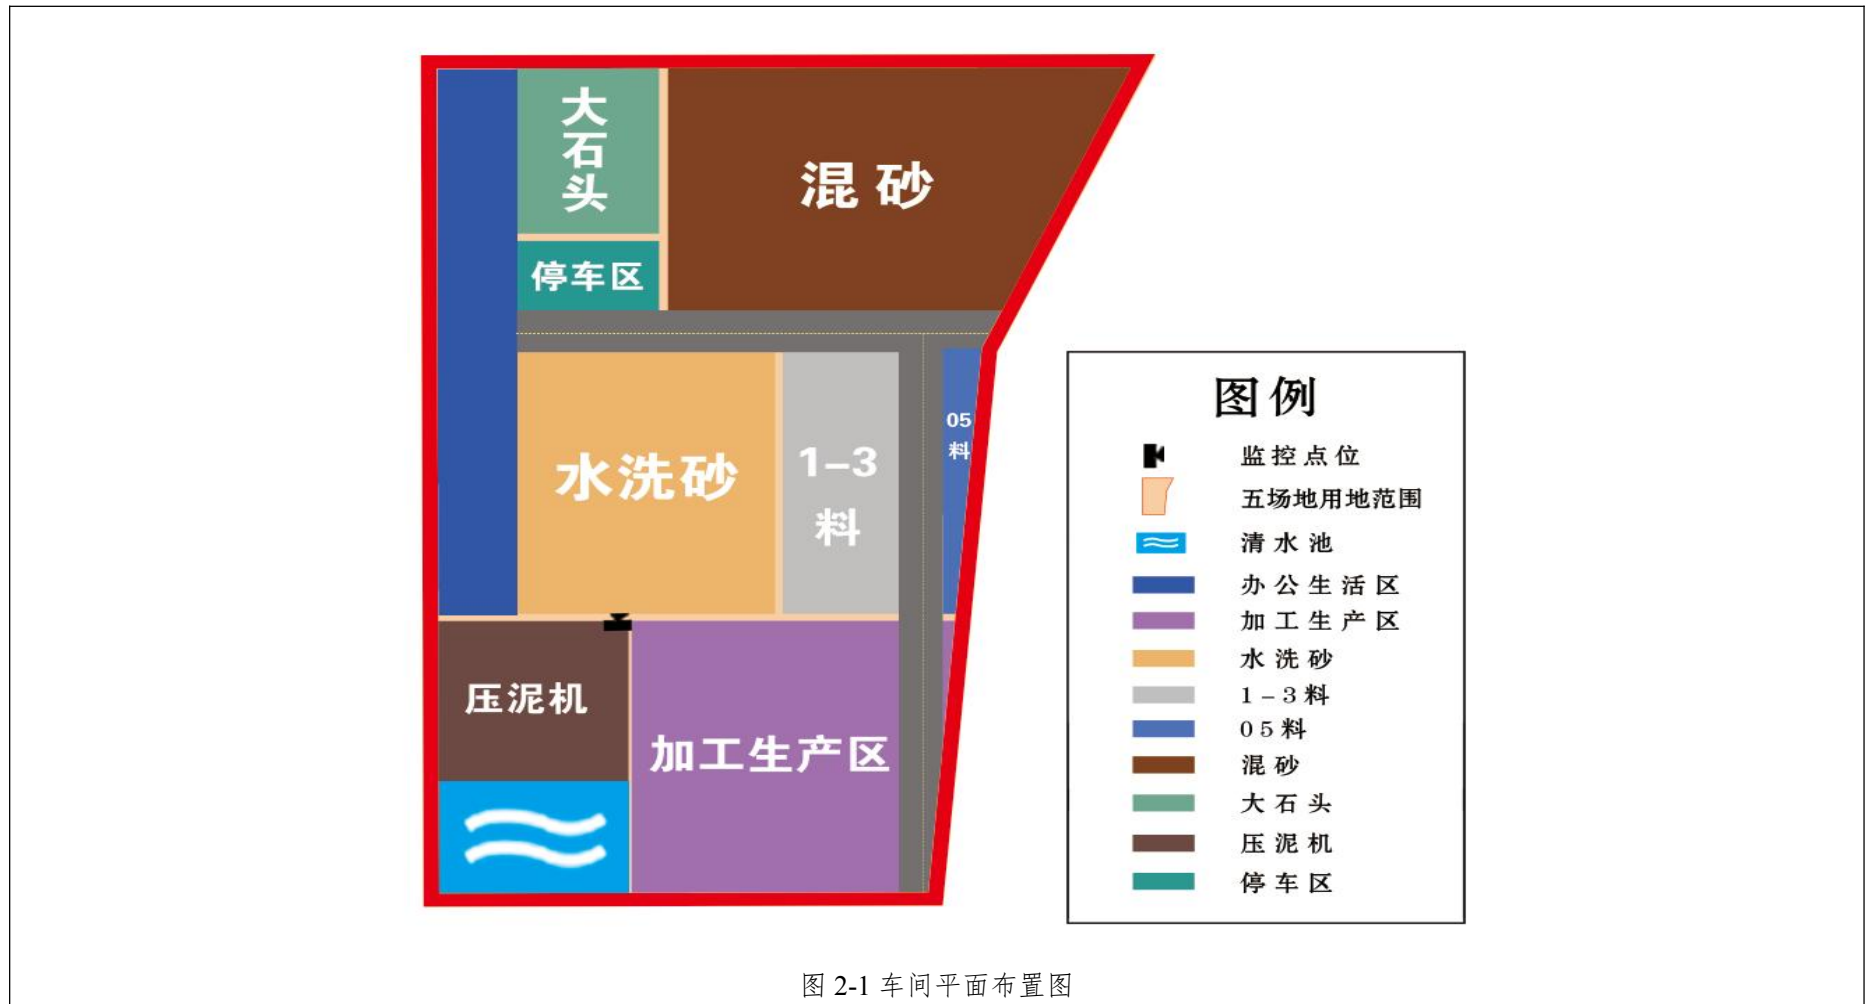 大
石
头
混砂
停车区
水洗砂
1-3
料
05
料
压泥机
加工生产区
图例
监控点位
五场地用地范围
清水池
办公生活区
加工生产区
水洗砂
1-3料
05料
混砂
大石头
压泥机
停车区
图 2-1 车间平面布置图